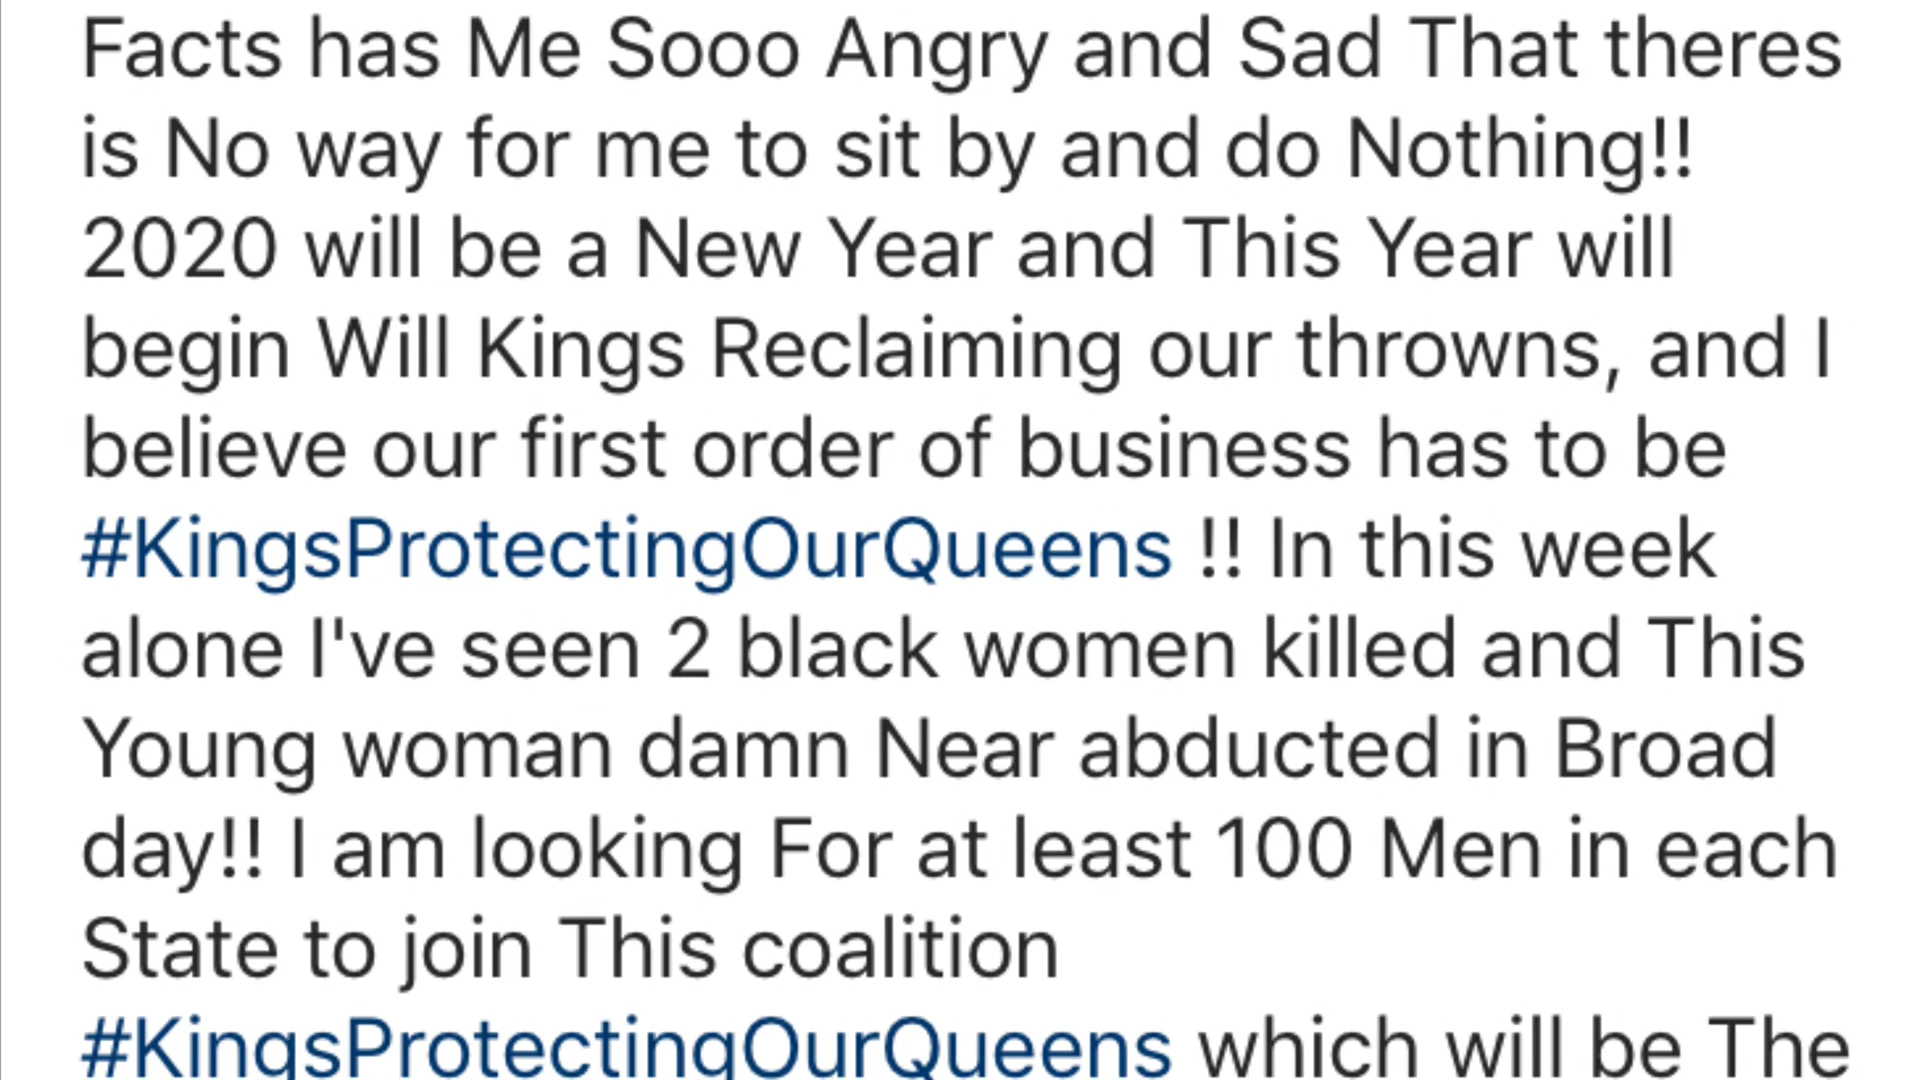 Facts has Me Sooo Angry and Sad That theres
is No way for me to sit by and do Nothing!!
2020 will be a New Year and This Year will
begin Will Kings Reclaiming our throwns, and I
believe our first order of business has to be
#KingsProtectingOurQueens !! In this week
alone I've seen 2 black women killed and This
Young woman damn Near abducted in Broad
day!! I am looking For at least 100 Men in each
State to join This coalition
#KingsProtectingOurQueens which will be The